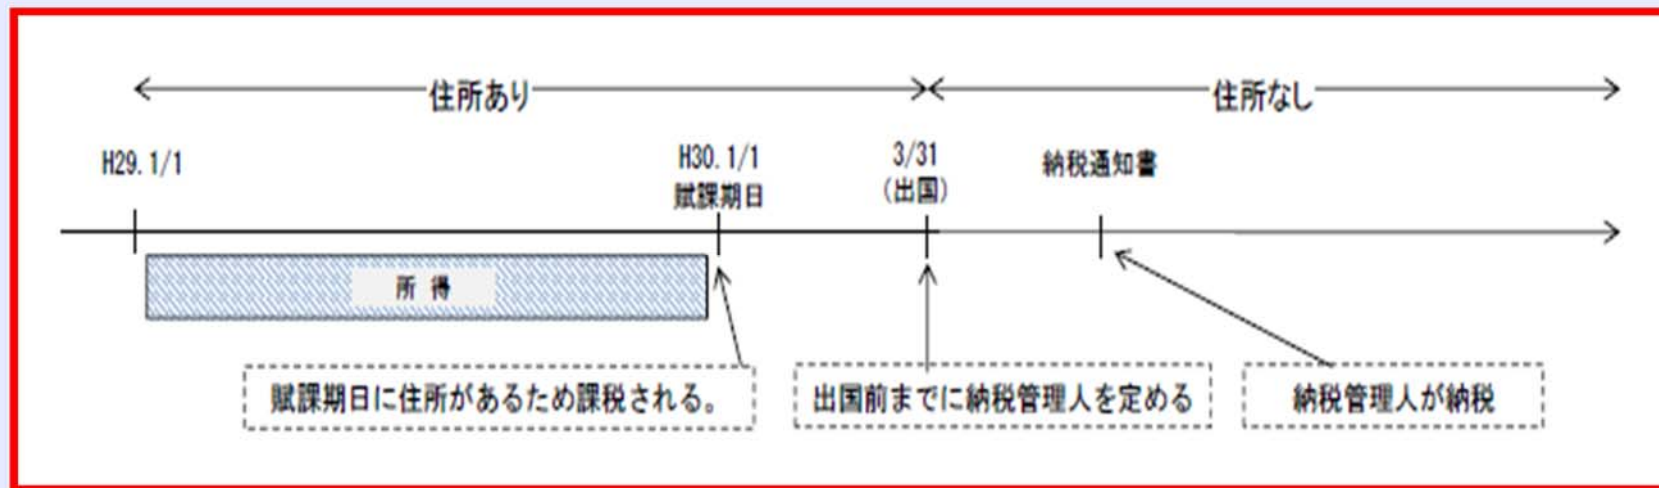 住所あり
住所なし
H29.1/1
H30.1/1
賦課期日
3/31
(出国)
納税通知書
所 得
賦課期日に住所があるため課税される。
出国前までに納税管理人を定める
納税管理人が納税